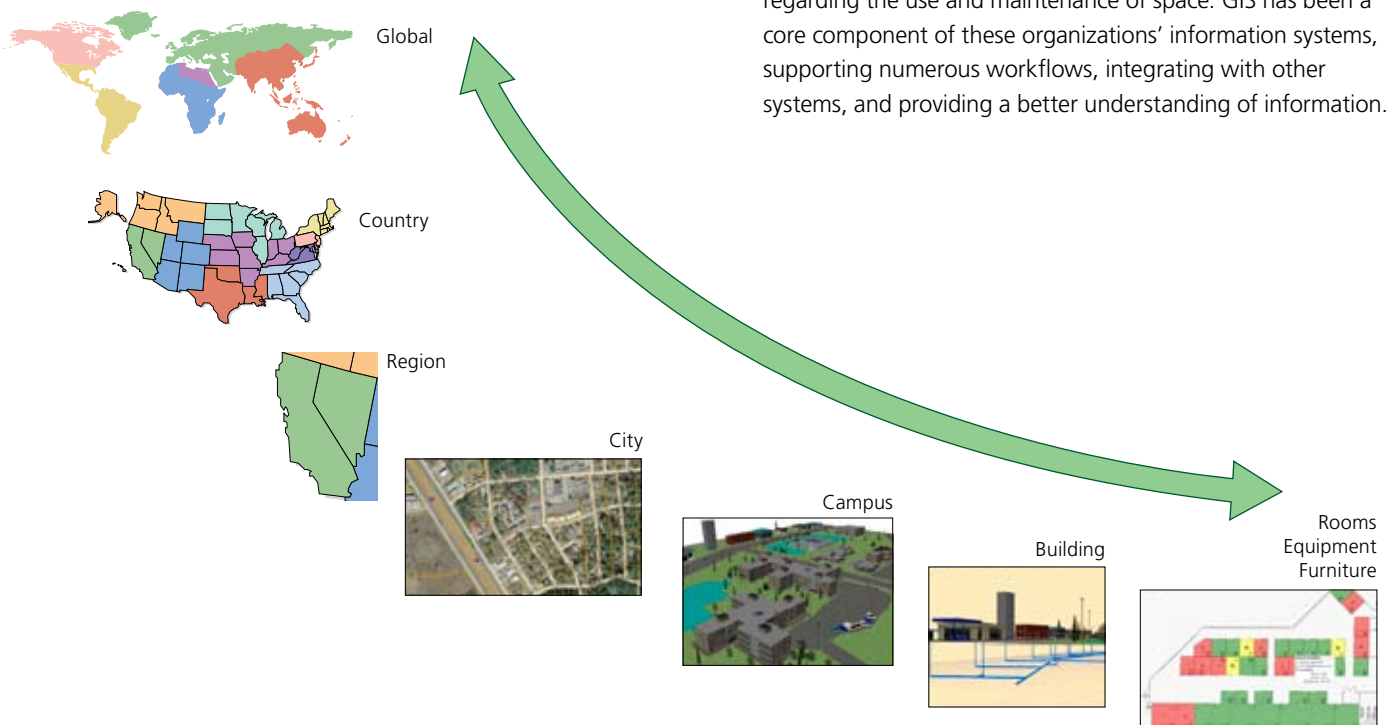 regarding the use and maintenance of space. GIS has been a
core component of these organizations’ information systems,
supporting numerous workflows, integrating with other
systems, and providing a better understanding of information.
Global
Country
Region
City
Campus
Building
Rooms
Equipment
Furniture